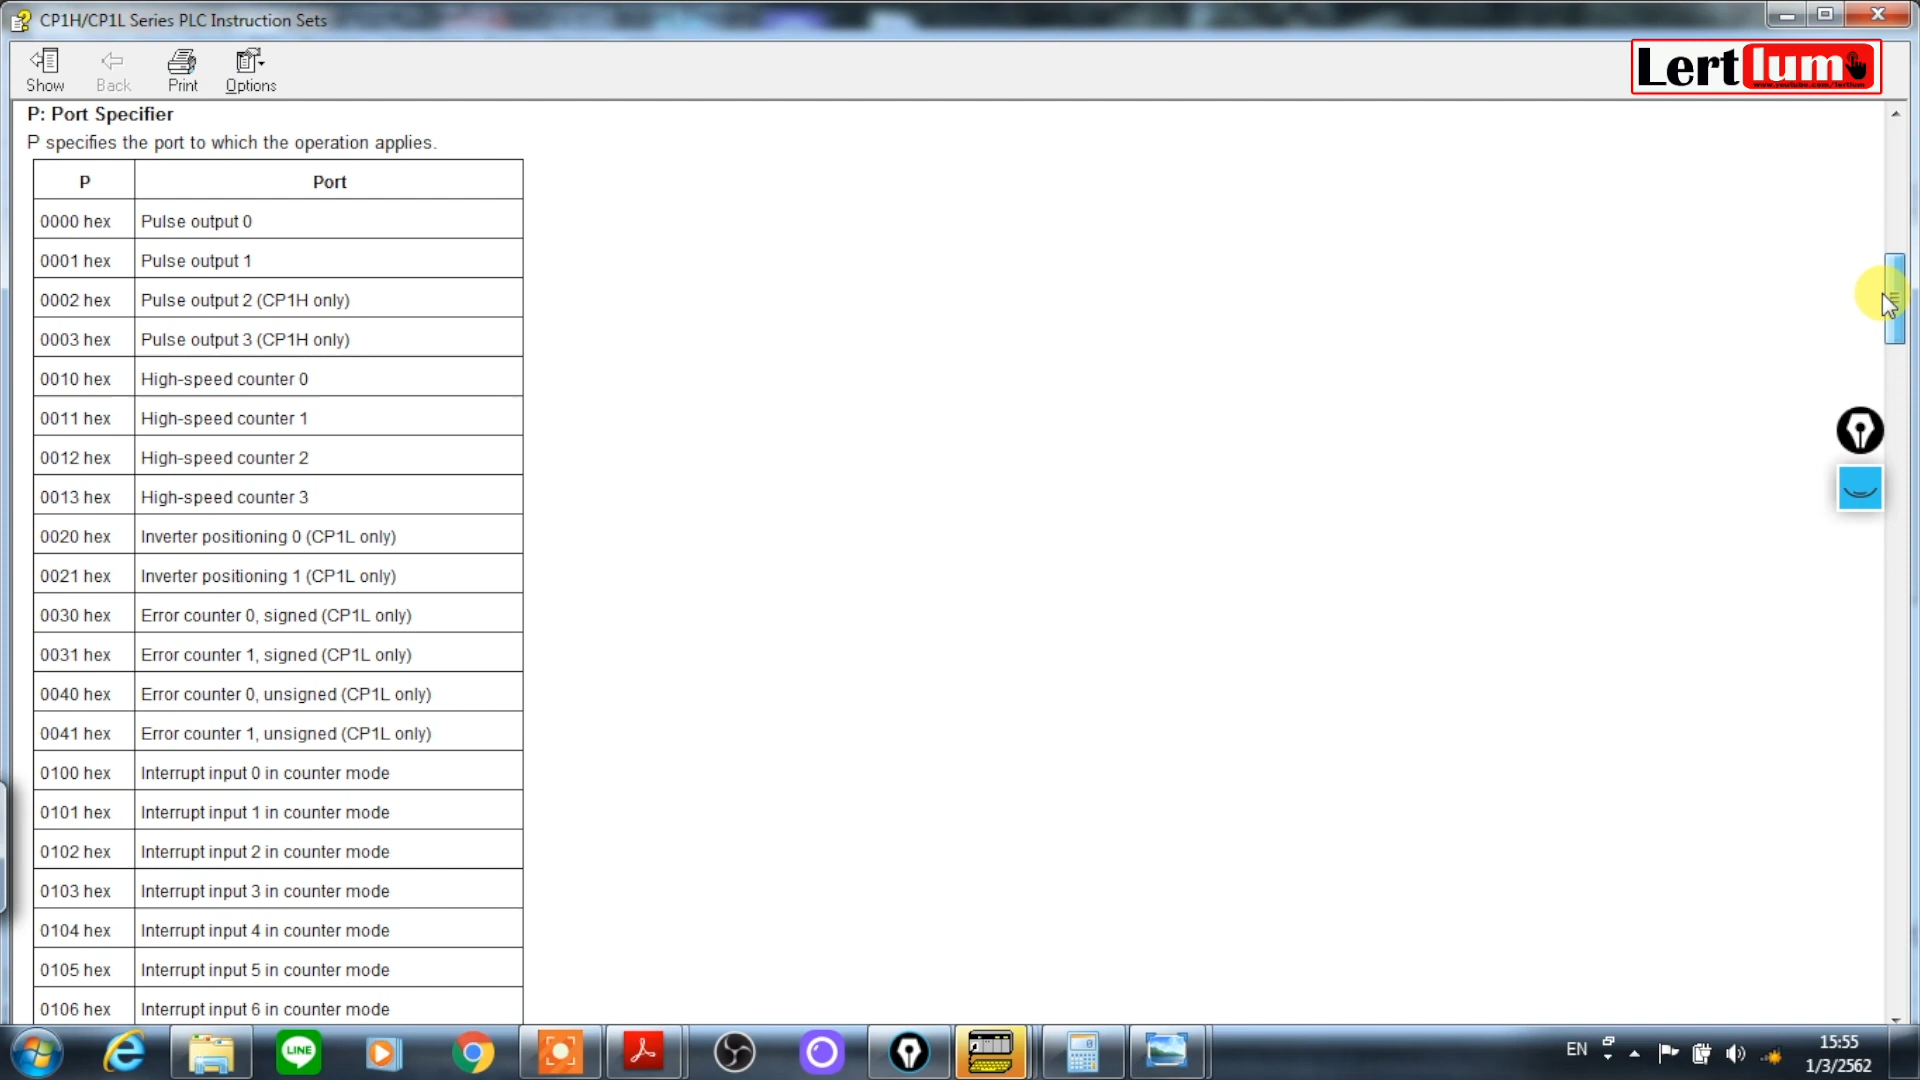 CP1H/CP1L Series PLC Instruction Sets
Show
Back
Print
Options
Lert lum
www.youtube.com/lertlum
P: Port Specifier
P specifies the port to which the operation applies.
P Port
0000 hex Pulse output 0
0001 hex Pulse output 1
0002 hex Pulse output 2 (CP1H only)
0003 hex Pulse output 3 (CP1H only)
0010 hex High-speed counter 0
0011 hex High-speed counter 1
0012 hex High-speed counter 2
0013 hex High-speed counter 3
0020 hex Inverter positioning 0 (CP1L only)
0021 hex Inverter positioning 1 (CP1L only)
0030 hex Error counter 0, signed (CP1L only)
0031 hex Error counter 1, signed (CP1L only)
0040 hex Error counter 0, unsigned (CP1L only)
0041 hex Error counter 1, unsigned (CP1L only)
0100 hex Interrupt input 0 in counter mode
0101 hex Interrupt input 1 in counter mode
0102 hex Interrupt input 2 in counter mode
0103 hex Interrupt input 3 in counter mode
0104 hex Interrupt input 4 in counter mode
0105 hex Interrupt input 5 in counter mode
0106 hex Interrupt input 6 in counter mode
LINE
EN
15:55
1/3/2562